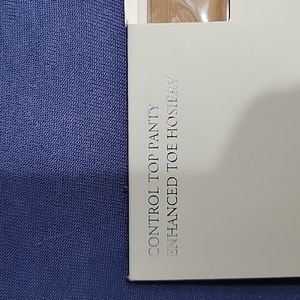 CONTROL TOP PANTY
ENHANCED TOE HOSIERY